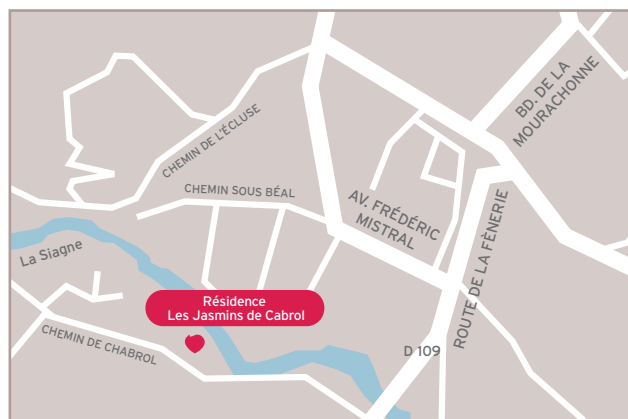 BD. DE LA
MOURACHONNE
CHEMIN DE L'ÉCLUSE
CHEMIN SOUS BÉAL
AV. FRÉDÉRIC
MISTRAL
ROUTE DE LA FÈNERIE
La Siagne
Résidence
Les Jasmins de Cabrol
CHEMIN DE CHABROL
D 109